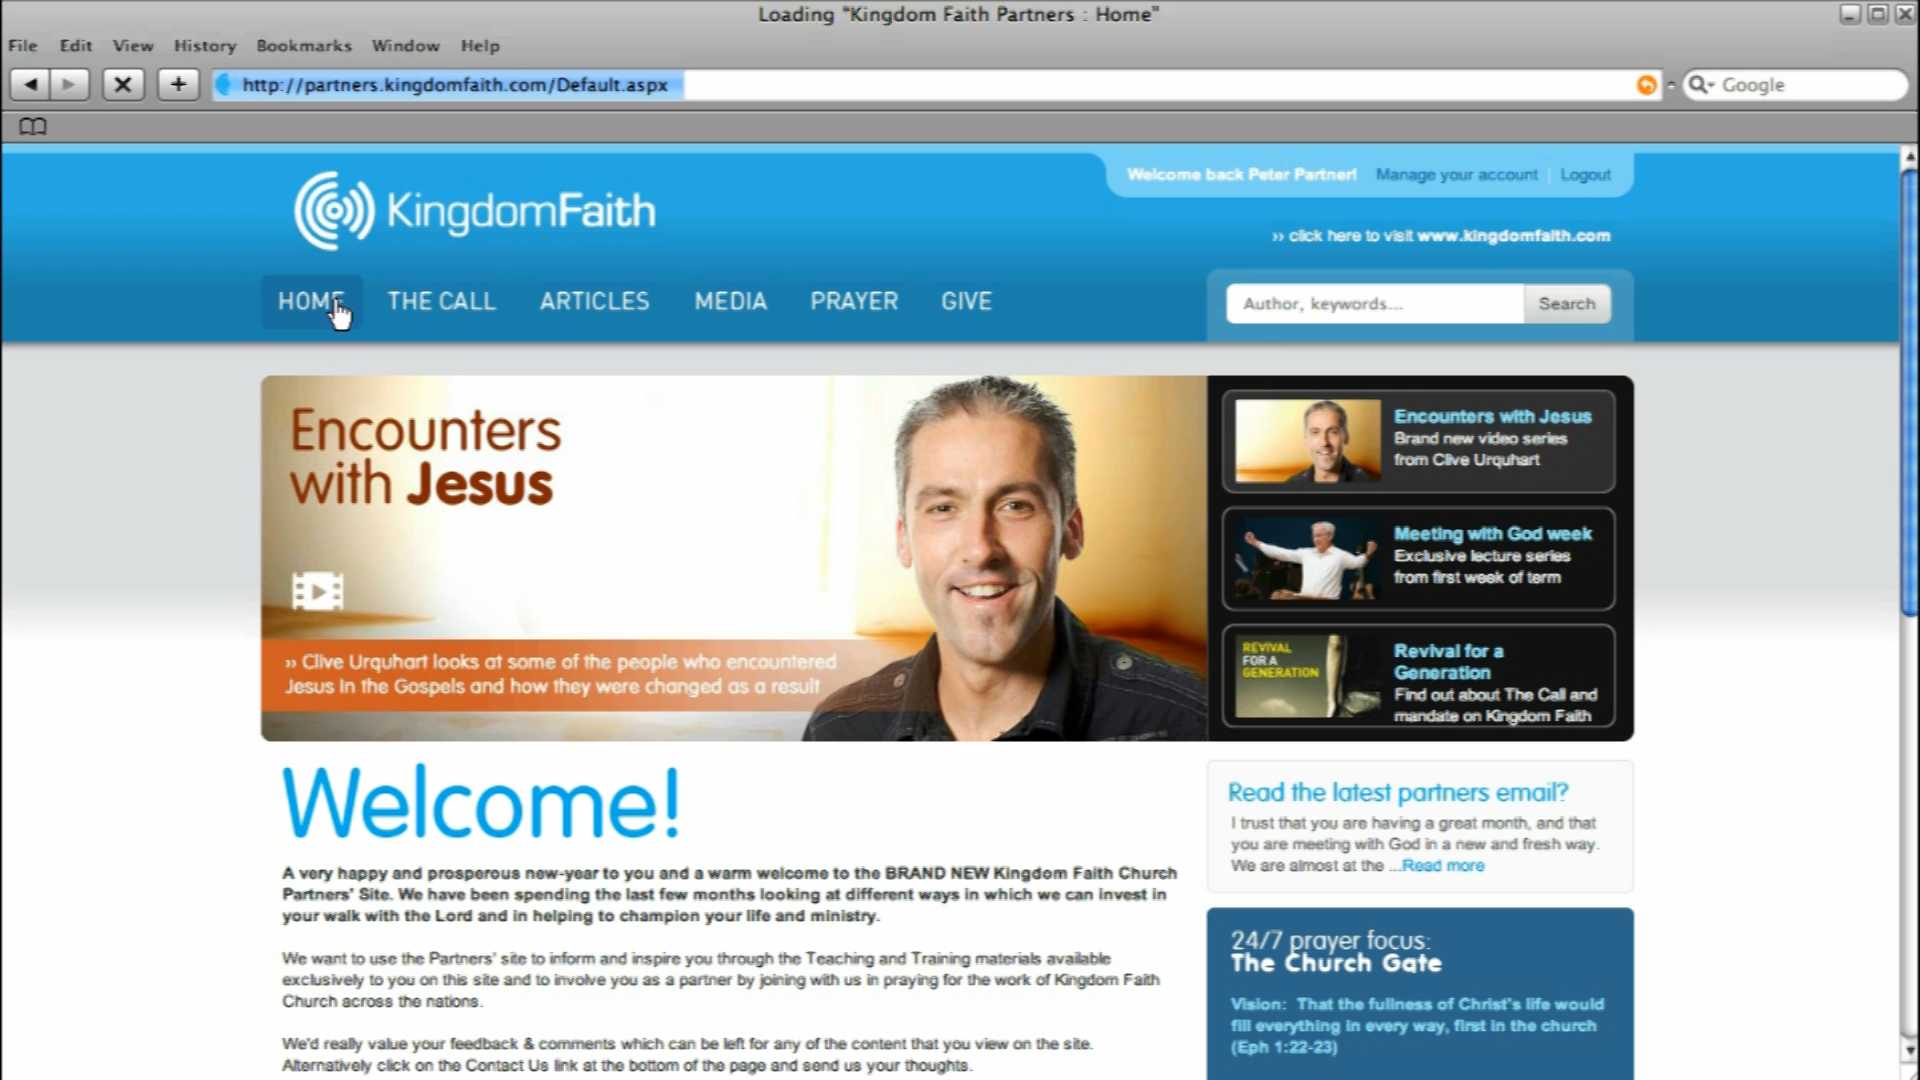 Loading “Kingdom Faith Partners : Home”
File Edit View History Bookmarks Window Help
http://partners.kingdomfaith.com/Default.aspx
Google
Welcome back Peter Partner! Manage your account | Logout
KingdomFaith
›› click here to visit www.kingdomfaith.com
HOME THE CALL ARTICLES MEDIA PRAYER GIVE
Author, keywords... Search
Encounters
with Jesus
›› Clive Urquhart looks at some of the people who encountered
Jesus in the Gospels and how they were changed as a result
Encounters with Jesus
Brand new video series
from Clive Urquhart
Meeting with God week
Exclusive lecture series
from first week of term
REVIVAL
FOR A
GENERATION
Revival for a
Generation
Find out about The Call and
mandate on Kingdom Faith
Welcome!
A very happy and prosperous new-year to you and a warm welcome to the BRAND NEW Kingdom Faith Church
Partners' Site. We have been spending the last few months looking at different ways in which we can invest in
your walk with the Lord and in helping to champion your life and ministry.
We want to use the Partners' site to inform and inspire you through the Teaching and Training materials available
exclusively to you on this site and to involve you as a partner by joining with us in praying for the work of Kingdom Faith
Church across the nations.
We'd really value your feedback & comments which can be left for any of the content that you view on the site.
Alternatively click on the Contact Us link at the bottom of the page and send us your thoughts.
Read the latest partners email?
I trust that you are having a great month, and that
you are meeting with God in a new and fresh way.
We are almost at the ...Read more
24/7 prayer focus:
The Church Gate
Vision: That the fullness of Christ's life would
fill everything in every way, first in the church
(Eph 1:22-23)